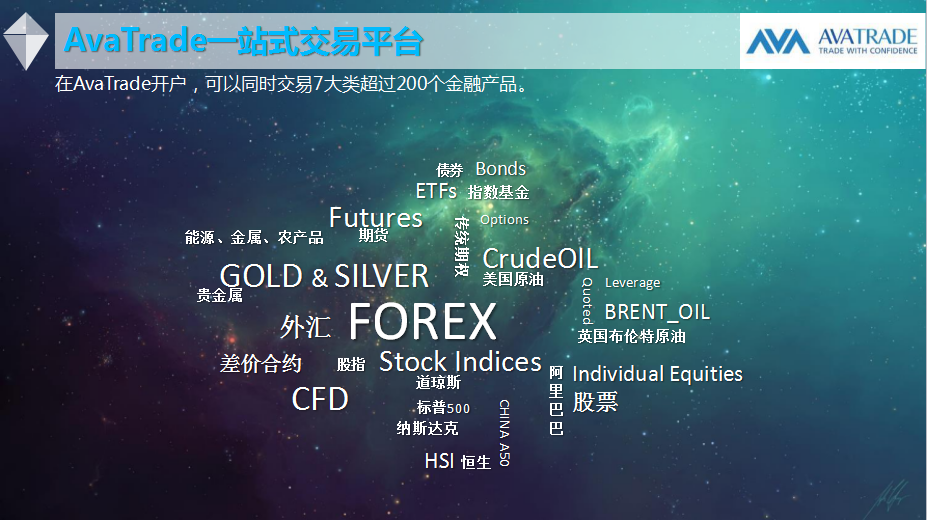 AvaTrade一站式交易平台
AVATRADE
TRADE WITH CONFIDENCE
在AvaTrade开户，可以同时交易7大类超过200个金融产品。
债券 Bonds
ETFs 指数基金
Futures
Options
能源、金属、农产品 期货
传统期权
CrudeOIL
GOLD & SILVER
美国原油
贵金属
Quoted
Leverage
外汇 FOREX
BRENT_OIL
英国布伦特原油
差价合约 股指 Stock Indices
道琼斯
阿里巴巴
Individual Equities
CFD
标普500
股票
纳斯达克
CHINA A50
HSI 恒生